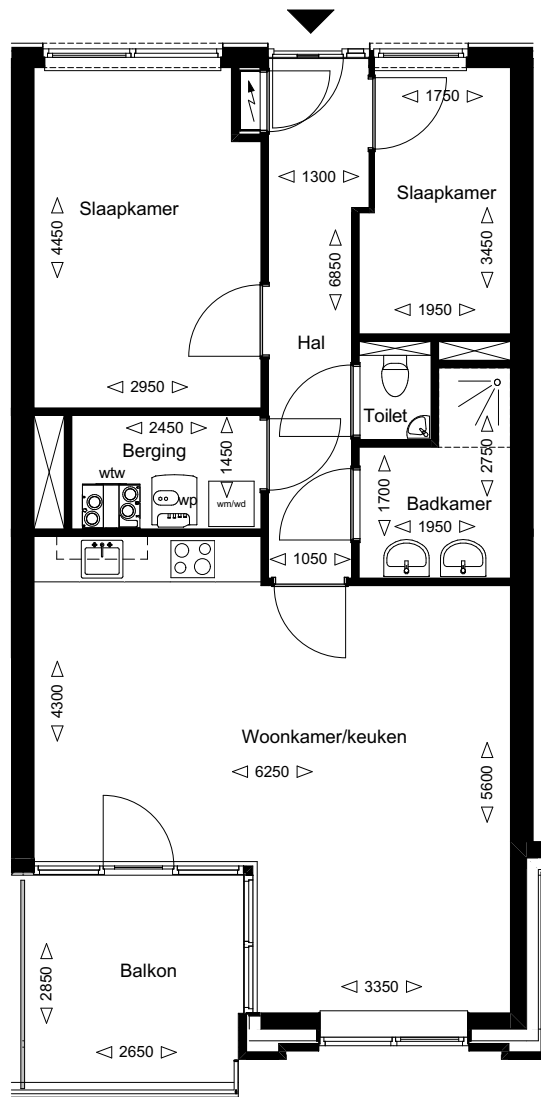 1750
1300
Slaapkamer
Slaapkamer
4450
3450
6850
1950
Hal
2950
Toilet
2450
1450
Berging
2750
wtw
wp
wm/wd
1700
Badkamer
1950
1050
4300
Woonkamer/keuken
6250
5600
Balkon
2850
3350
2650